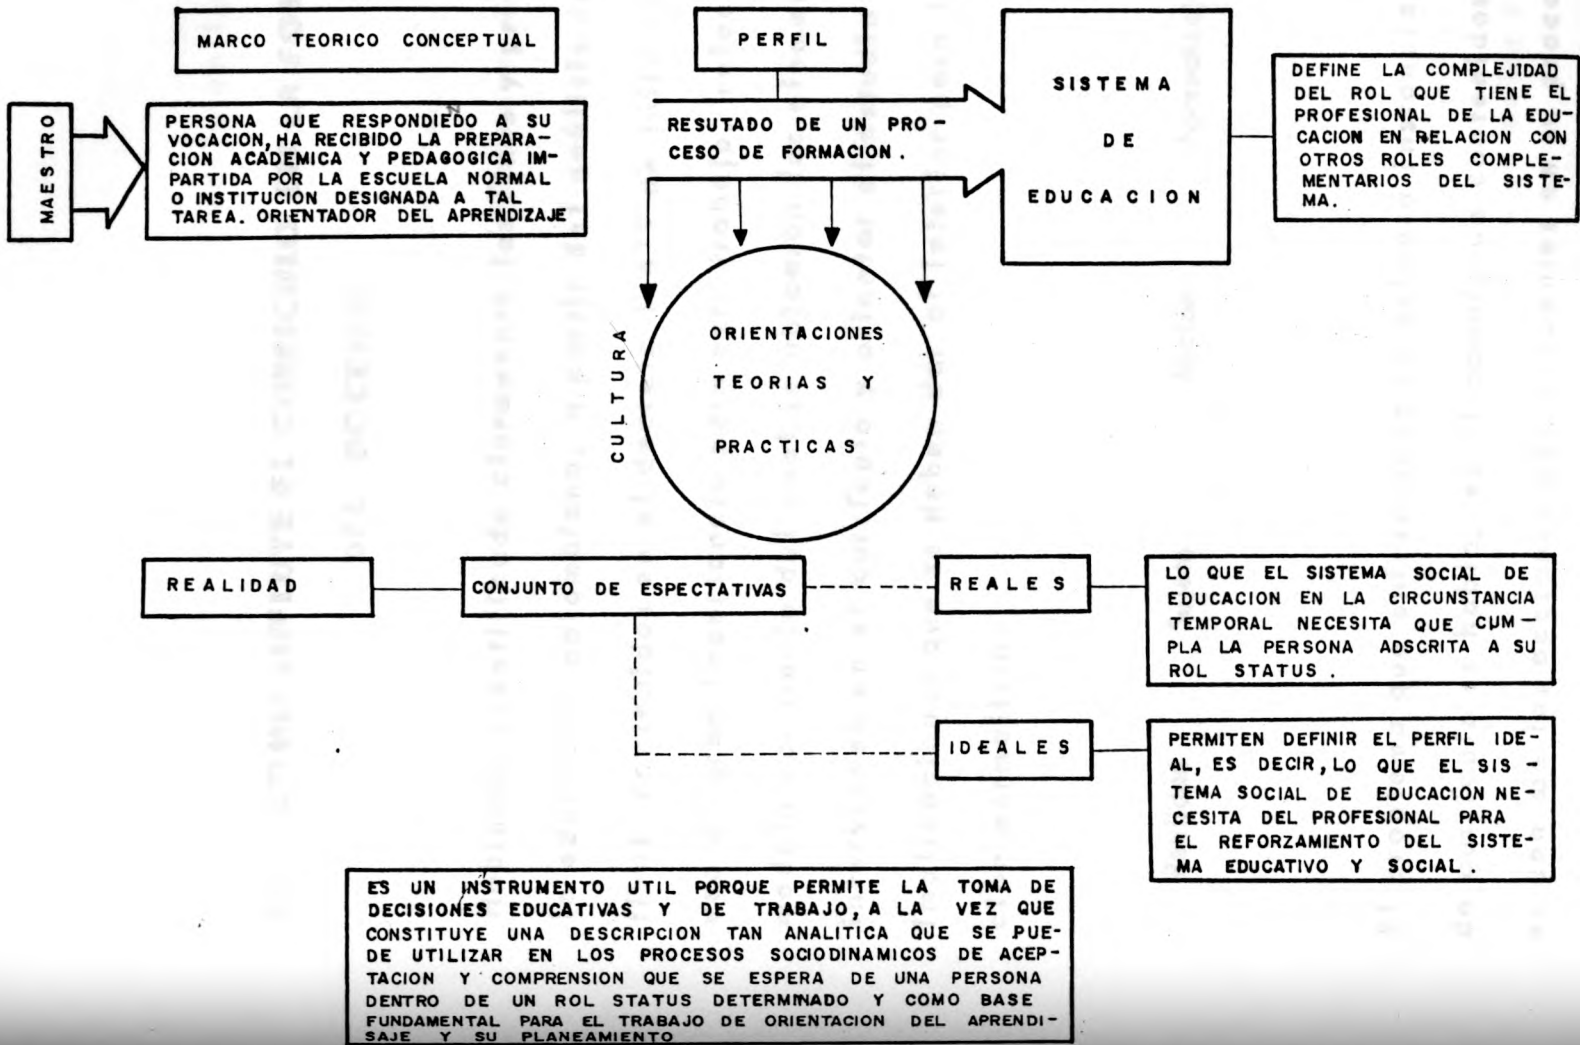 MARCO TEORICO CONCEPTUAL
PERFIL
MAESTRO
PERSONA QUE RESPONDIEDO A SU
VOCACION, HA RECIBIDO LA PREPARA-
CION ACADEMICA Y PEDAGOGICA IM-
PARTIDA POR LA ESCUELA NORMAL
O INSTITUCION DESIGNADA A TAL
TAREA. ORIENTADOR DEL APRENDIZAJE
RESUTADO DE UN PRO-
CESO DE FORMACION.
SISTEMA
DE
EDUCACION
DEFINE LA COMPLEJIDAD
DEL ROL QUE TIENE EL
PROFESIONAL DE LA EDU-
CACION EN RELACION CON
OTROS ROLES COMPLE-
MENTARIOS DEL SISTE-
MA.
CULTURA
ORIENTACIONES
TEORIAS Y
PRACTICAS
REALIDAD
CONJUNTO DE ESPECTATIVAS
REALES
LO QUE EL SISTEMA SOCIAL DE
EDUCACION EN LA CIRCUNSTANCIA
TEMPORAL NECESITA QUE CUM-
PLA LA PERSONA ADSCRITA A SU
ROL STATUS.
IDEALES
PERMITEN DEFINIR EL PERFIL IDE-
AL, ES DECIR, LO QUE EL SIS-
TEMA SOCIAL DE EDUCACION NE-
CESITA DEL PROFESIONAL PARA
EL REFORZAMIENTO DEL SISTE-
MA EDUCATIVO Y SOCIAL.
ES UN INSTRUMENTO UTIL PORQUE PERMITE LA TOMA DE
DECISIONES EDUCATIVAS Y DE TRABAJO, A LA VEZ QUE
CONSTITUYE UNA DESCRIPCION TAN ANALITICA QUE SE PUE-
DE UTILIZAR EN LOS PROCESOS SOCIODINAMICOS DE ACEP-
TACION Y COMPRENSION QUE SE ESPERA DE UNA PERSONA
DENTRO DE UN ROL STATUS DETERMINADO Y COMO BASE
FUNDAMENTAL PARA EL TRABAJO DE ORIENTACION DEL APRENDI-
SAJE Y SU PLANEAMIENTO